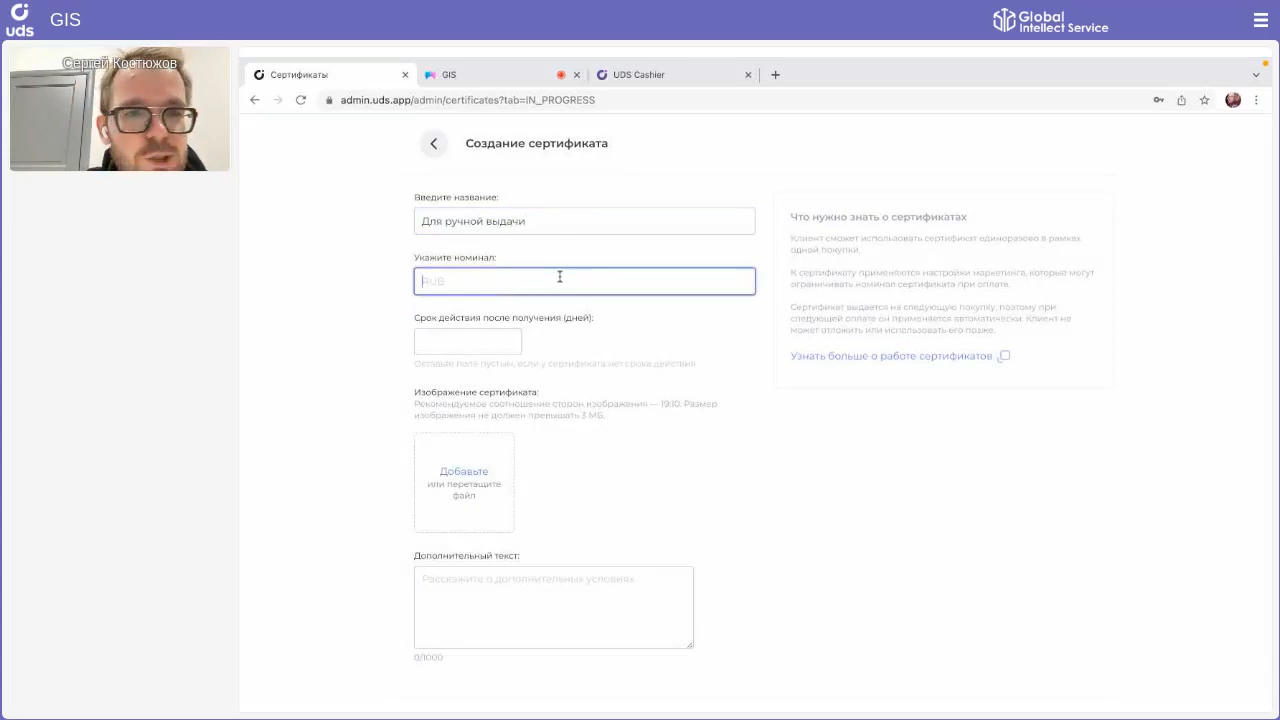 uds
GIS
Global
Intellect Service
Сергей Костюжов
Сертификаты
GIS
UDS Cashier
admin.uds.app/admin/certificates?tab=IN_PROGRESS
Создание сертификата
Введите название:
Для ручной выдачи
Укажите номинал:
RUB
Срок действия после получения (дней):
Оставьте поле пустым, если у сертификата нет срока действия
Изображение сертификата:
Рекомендуемое соотношение сторон изображения — 19:10. Размер
изображения не должен превышать 3 МБ.
Добавьте
или перетащите
файл
Дополнительный текст:
Расскажите о дополнительных условиях
0/1000
Что нужно знать о сертификатах
Клиент сможет использовать сертификат одноразово в рамках
одной покупки.
К сертификату применяются настройки маркетинга, которые могут
ограничивать номинал сертификата при оплате.
Сертификат выдается на следующую покупку, поэтому при
следующей оплате он применяется автоматически. Клиент не
может отложить или использовать его позже.
Узнать больше о работе сертификатов